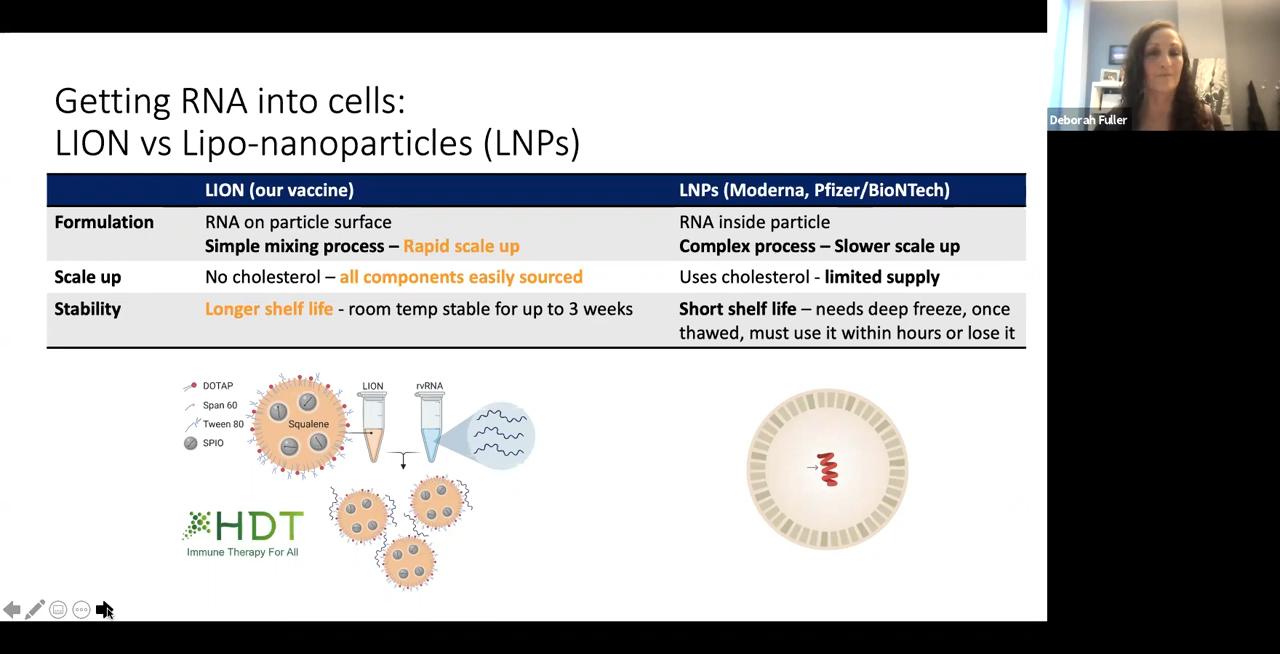 Getting RNA into cells:
LION vs Lipo-nanoparticles (LNPs)
Deborah Fuller
LION (our vaccine)
LNPs (Moderna, Pfizer/BioNTech)
Formulation
RNA on particle surface
Simple mixing process – Rapid scale up
RNA inside particle
Complex process – Slower scale up
Scale up
No cholesterol – all components easily sourced
Uses cholesterol - limited supply
Stability
Longer shelf life - room temp stable for up to 3 weeks
Short shelf life – needs deep freeze, once
thawed, must use it within hours or lose it
DOTAP
Span 60
Tween 80
SPIO
Squalene
LION
rvRNA
HDT
Immune Therapy For All